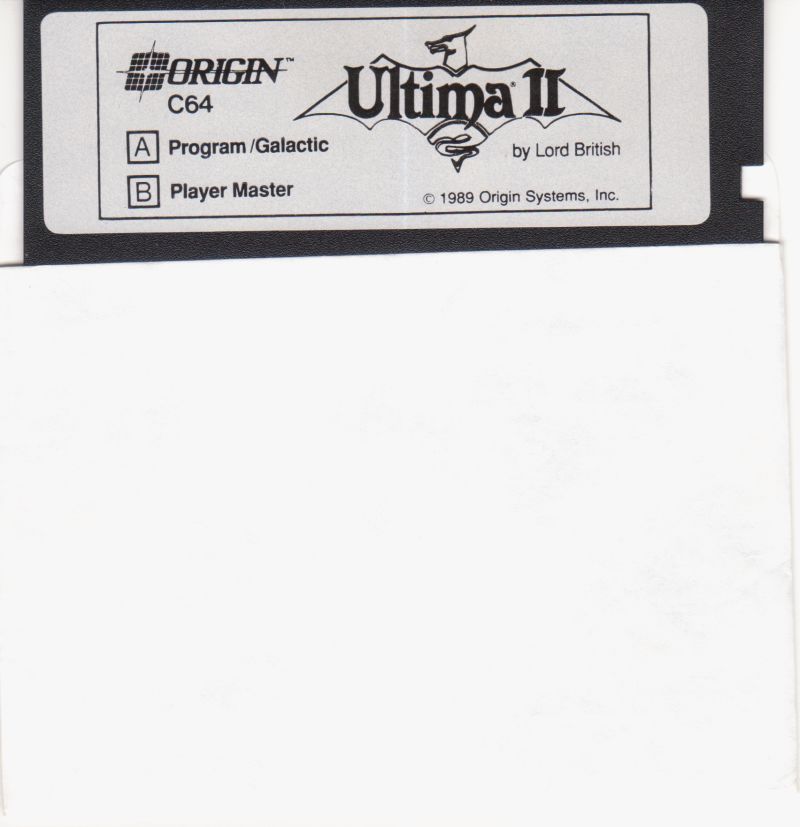 ORIGIN™
C64
Ultima® II
A Program/Galactic
by Lord British
B Player Master
© 1989 Origin Systems, Inc.